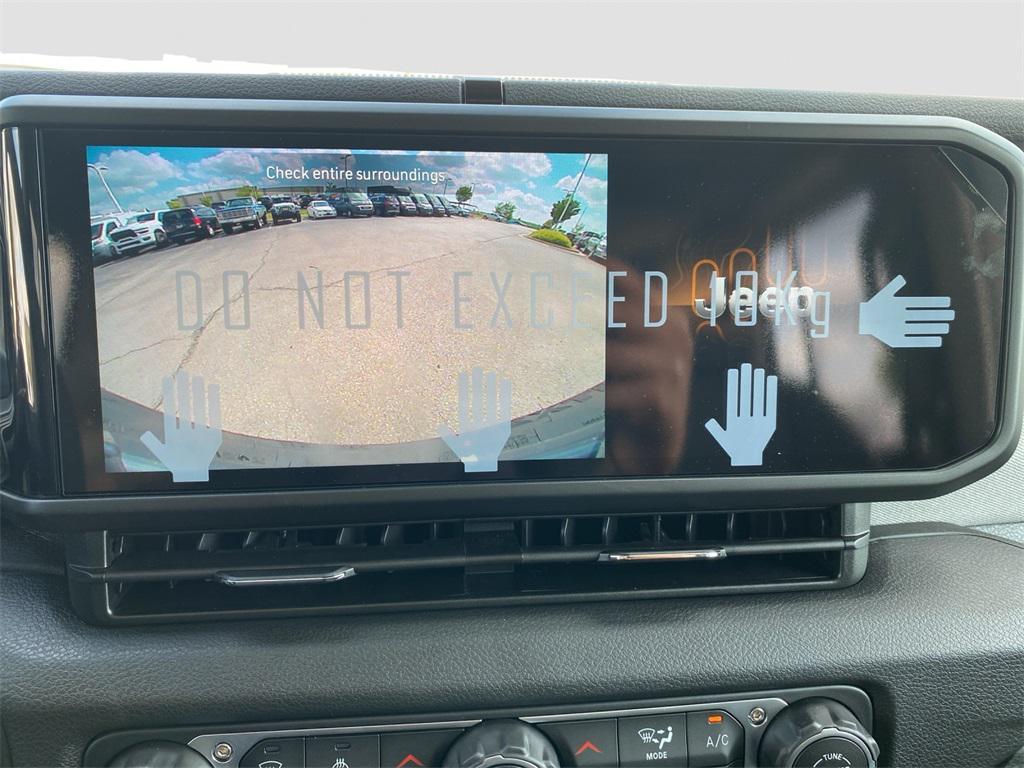 Check entire surroundings
DO NOT EXCEED 10Kg
Jeep
MODE
A/C
TUNE